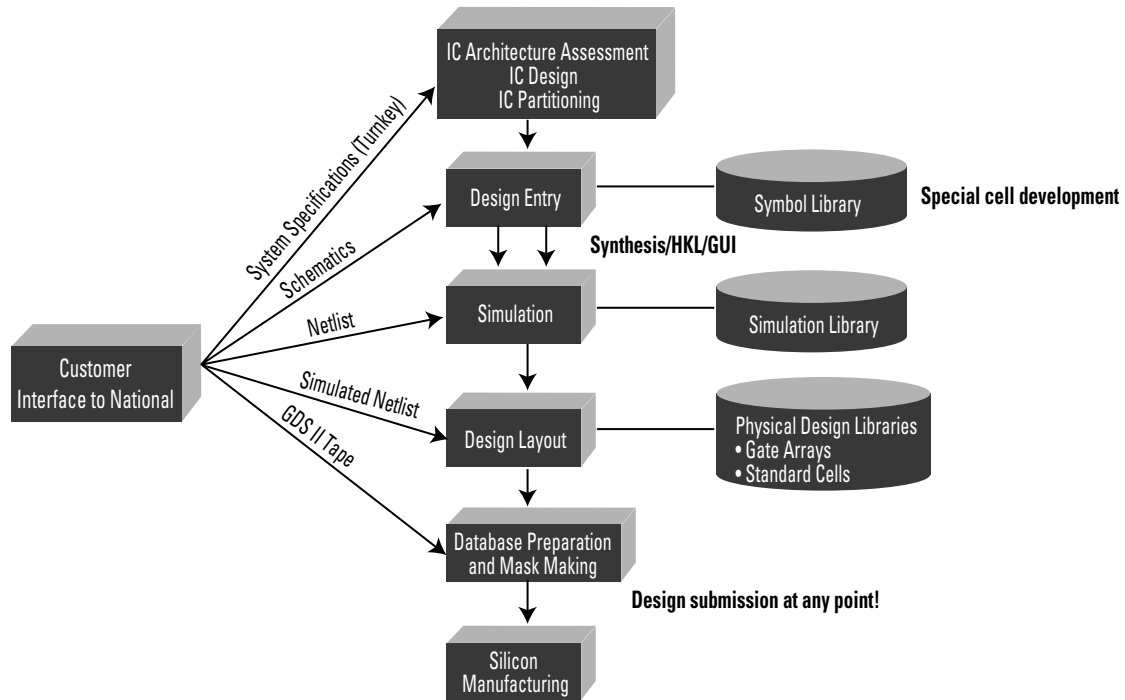 IC Architecture Assessment
IC Design
IC Partitioning
System Specifications (Turnkey)
Design Entry
Symbol Library
Special cell development
Schematics
Synthesis/HKL/GUI
Netlist
Simulation
Simulation Library
Customer
Interface to National
Simulated Netlist
Design Layout
Physical Design Libraries
• Gate Arrays
• Standard Cells
GDS II Tape
Database Preparation
and Mask Making
Design submission at any point!
Silicon
Manufacturing